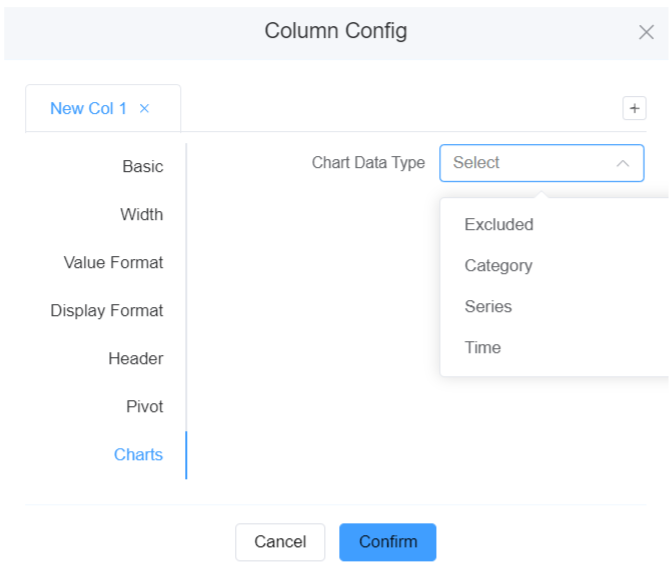 Column Config
New Col 1 ×
+
Chart Data Type Select
Basic
Width
Value Format
Display Format
Header
Pivot
Charts
Excluded
Category
Series
Time
Cancel Confirm